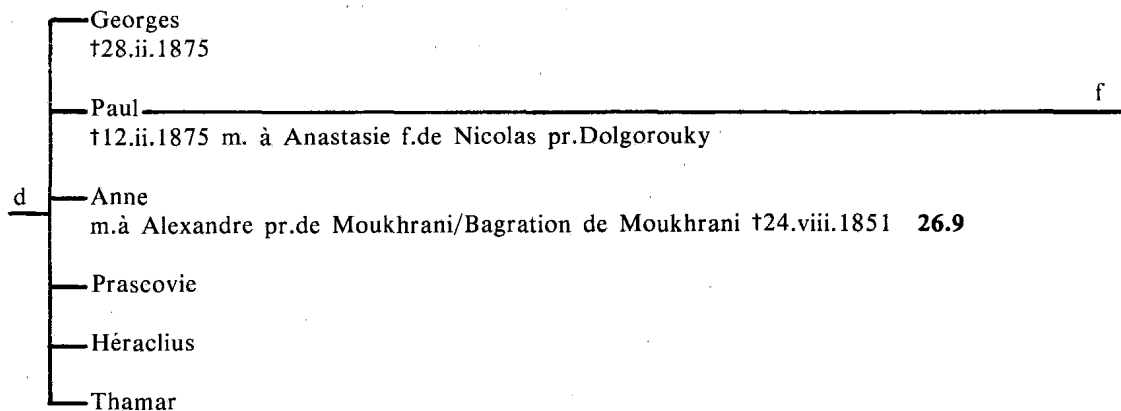 Georges
†28.ii.1875
f
Paul
†12.ii.1875 m. à Anastasie f.de Nicolas pr.Dolgorouky
d
Anne
m.à Alexandre pr.de Moukhrani/Bagration de Moukhrani †24.viii.1851 26.9
Prascovie
Héraclius
Thamar